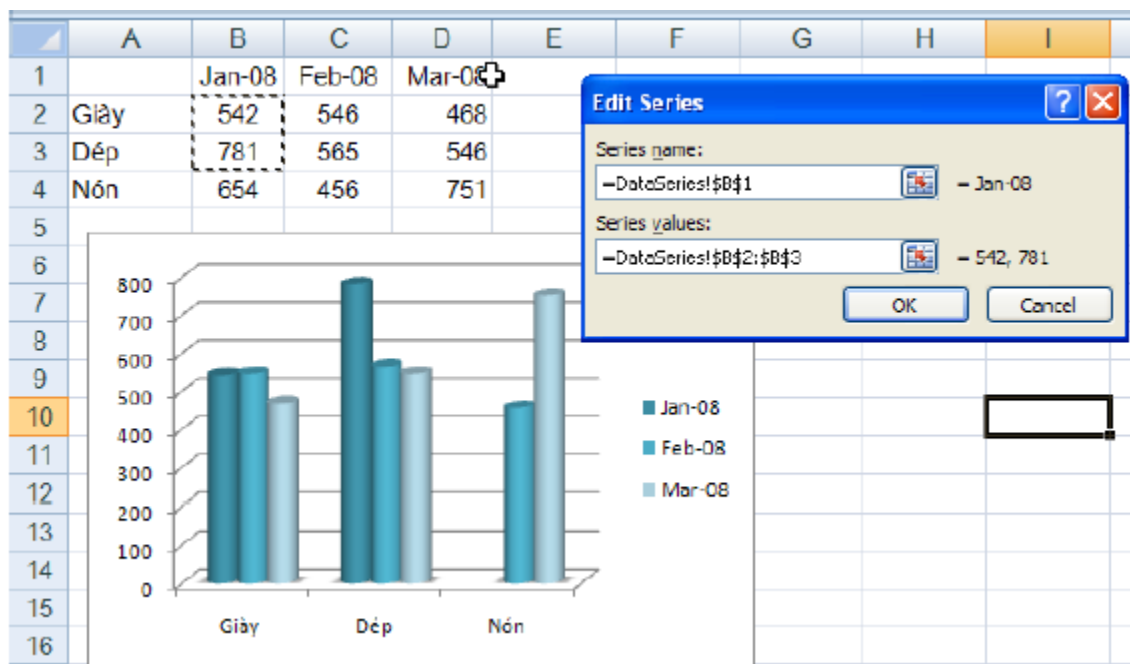 A B C D E F G H I
1 Jan-08 Feb-08 Mar-08
2 Giày 542 546 468
3 Dép 781 565 546
4 Nón 654 456 751
5
6
7
8
9
10
11
12
13
14
15
16
Edit Series
Series name:
=DataSeries!$B$1 = Jan-08
Series values:
=DataSeries!$B$2:$B$3 = 542, 781
OK Cancel
800
700
600
500
400
300
200
100
0
Giày Dép Nón
Jan-08
Feb-08
Mar-08